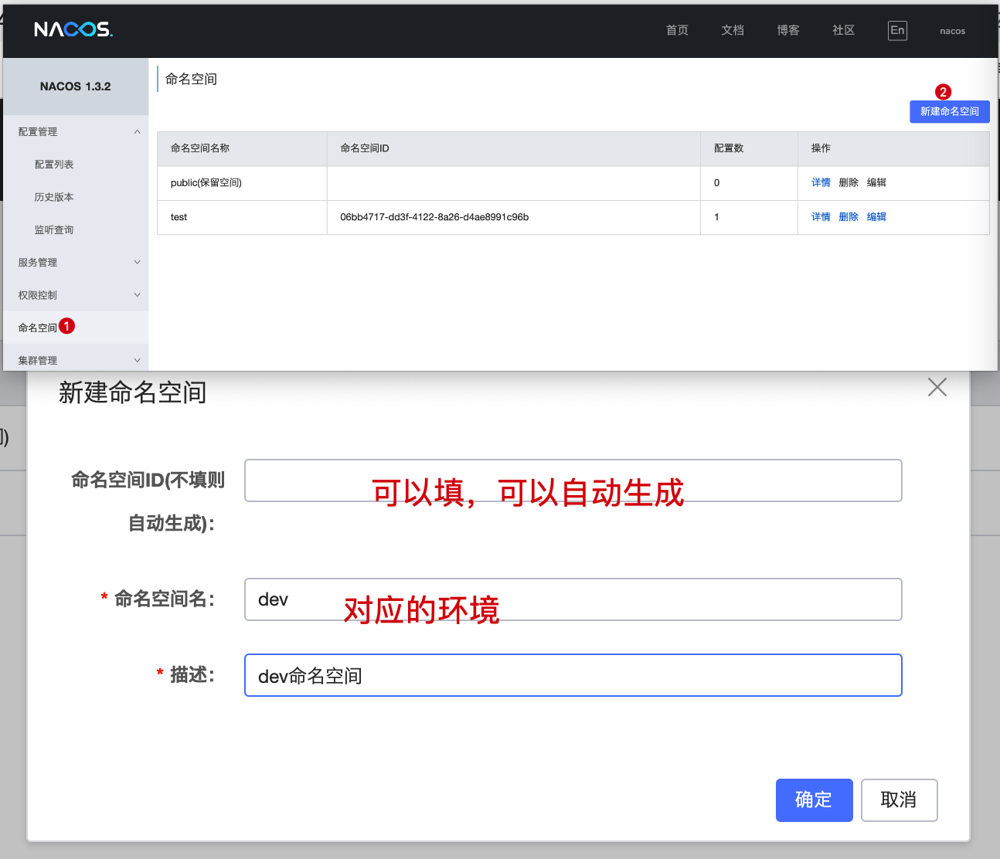 NACOS.
首页 文档 博客 社区 En nacos
NACOS 1.3.2
配置管理
配置列表
历史版本
监听查询
服务管理
权限控制
命名空间 1
集群管理
命名空间
2
新建命名空间
命名空间名称 命名空间ID 配置数 操作
public(保留空间) 0 详情 删除 编辑
test 06bb4717-dd3f-4122-8a26-d4ae8991c96b 1 详情 删除 编辑
新建命名空间
命名空间ID(不填则
自动生成):
可以填，可以自动生成
* 命名空间名: dev
对应的环境
* 描述: dev命名空间
确定 取消